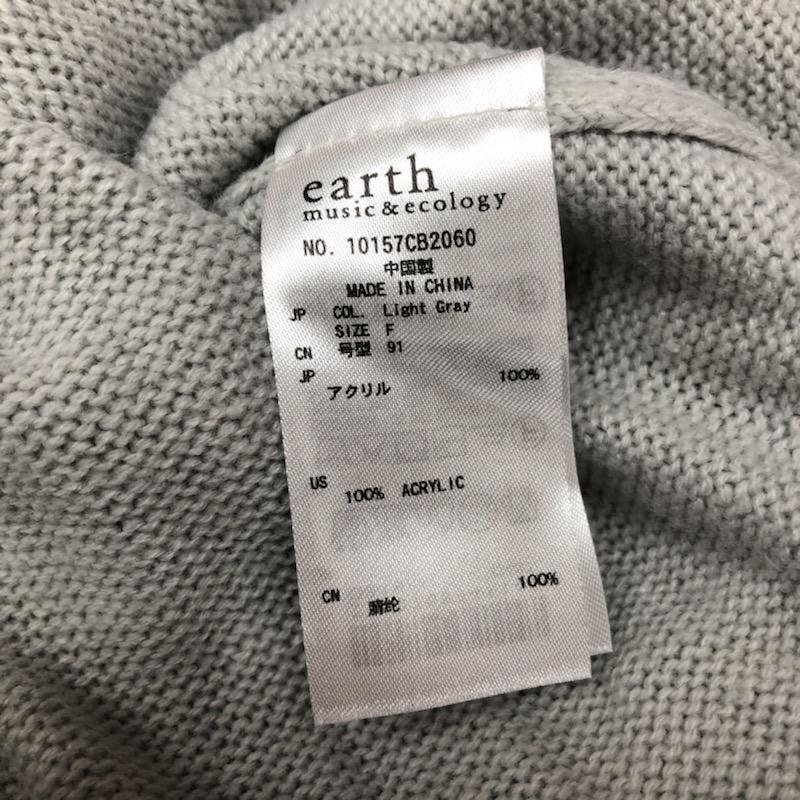 earth
music&ecology
NO. 10157CB2060
中国製
MADE IN CHINA
JP COL. Light Gray
SIZE F
CN 号型 91
JP アクリル 100%
US 100% ACRYLIC
CN 腈纶 100%